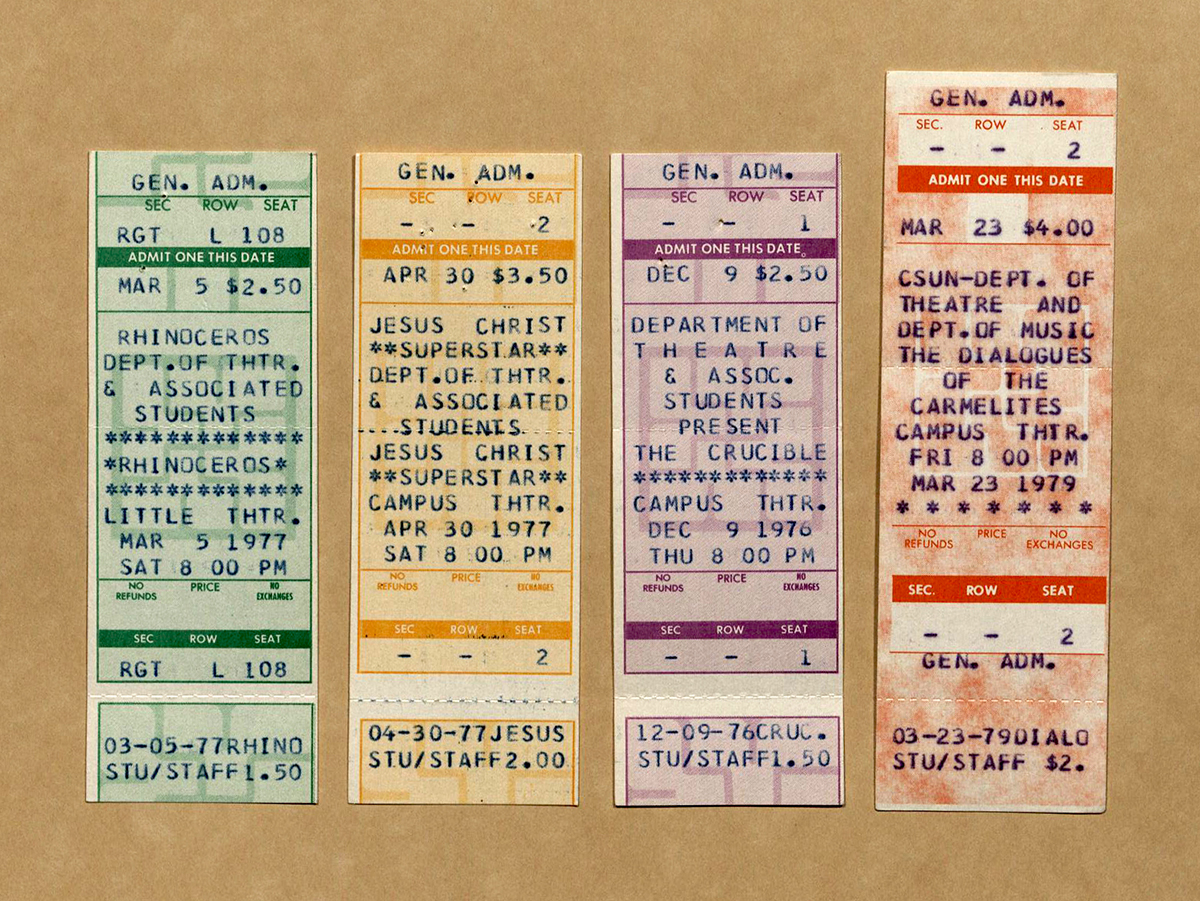 GEN. ADM.
SEC ROW SEAT
RGT L 108
ADMIT ONE THIS DATE
MAR 5 $2.50
RHINOCEROS
DEPT.OF THTR.
& ASSOCIATED
STUDENTS
*************
*RHINOCEROS*
*************
LITTLE THTR.
MAR 5 1977
SAT 8 00 PM
NO REFUNDS PRICE NO EXCHANGES
SEC ROW SEAT
RGT L 108
03-05-77RHINO
STU/STAFF1.50
GEN. ADM.
SEC ROW SEAT
- - 2
ADMIT ONE THIS DATE
APR 30 $3.50
JESUS CHRIST
**SUPERSTAR**
DEPT.OF THTR.
& ASSOCIATED
STUDENTS
JESUS CHRIST
**SUPERSTAR**
CAMPUS THTR.
APR 30 1977
SAT 8 00 PM
NO REFUNDS PRICE NO EXCHANGES
SEC ROW SEAT
- - 2
04-30-77JESUS
STU/STAFF2.00
GEN. ADM.
SEC ROW SEAT
- - 1
ADMIT ONE THIS DATE
DEC 9 $2.50
DEPARTMENT OF
T H E A T R E
& ASSOC.
STUDENTS
PRESENT
THE CRUCIBLE
*************
CAMPUS THTR.
DEC 9 1976
THU 8 00 PM
NO REFUNDS PRICE NO EXCHANGES
SEC ROW SEAT
- - 1
12-09-76CRUC.
STU/STAFF1.50
GEN. ADM.
SEC. ROW SEAT
- - 2
ADMIT ONE THIS DATE
MAR 23 $4.00
CSUN-DEPT. OF
THEATRE AND
DEPT.OF MUSIC
THE DIALOGUES
OF THE
CARMELITES
CAMPUS THTR.
FRI 8 00 PM
MAR 23 1979
* * * * * * *
NO REFUNDS PRICE NO EXCHANGES
SEC. ROW SEAT
- - 2
GEN. ADM.
03-23-79DIALO
STU/STAFF $2.